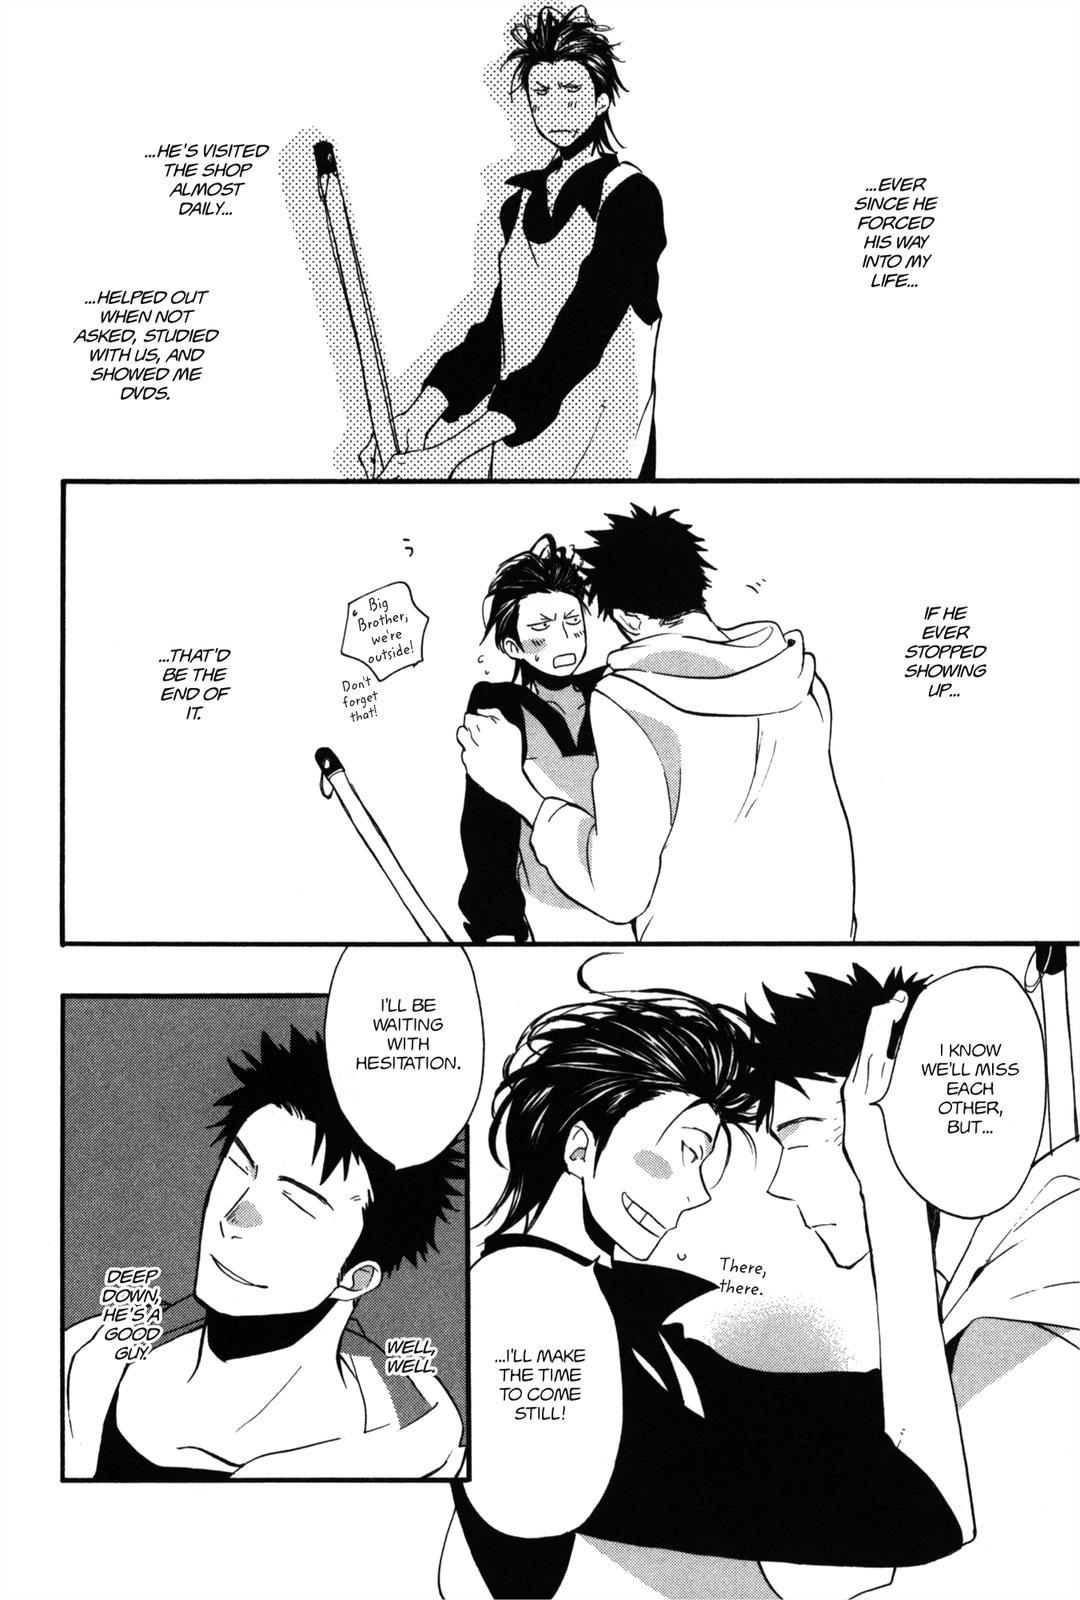 ...EVER
SINCE HE
FORCED
HIS WAY
INTO MY
LIFE...
...HE'S VISITED
THE SHOP
ALMOST
DAILY...
...HELPED OUT
WHEN NOT
ASKED, STUDIED
WITH US, AND
SHOWED ME
DVDS.
IF HE
EVER
STOPPED
SHOWING
UP...
Big
Brother,
we're
outside!
Don't
forget
that!
...THAT'D
BE THE
END OF
IT.
I KNOW
WE'LL MISS
EACH
OTHER,
BUT...
There,
there.
...I'LL MAKE
THE TIME
TO COME
STILL!
I'LL BE
WAITING
WITH
HESITATION.
WELL,
WELL.
DEEP
DOWN,
HE'S A
GOOD
GUY.